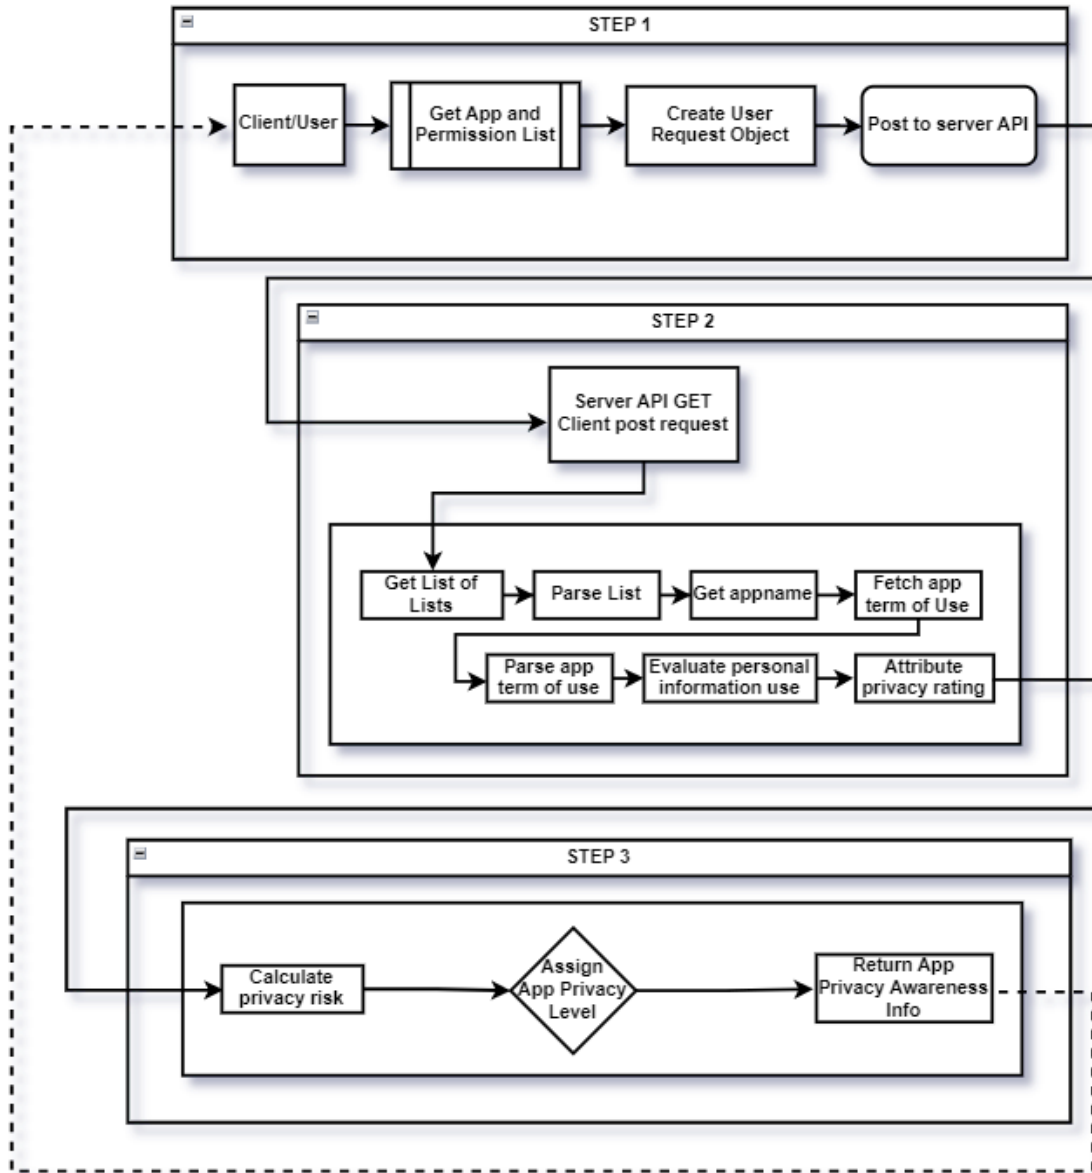 STEP 1
Client/User
Get App and
Permission List
Create User
Request Object
Post to server API
STEP 2
Server API GET
Client post request
Get List of
Lists
Parse List
Get appname
Fetch app
term of Use
Parse app
term of use
Evaluate personal
information use
Attribute
privacy rating
STEP 3
Calculate
privacy risk
Assign
App Privacy
Level
Return App
Privacy Awareness
Info